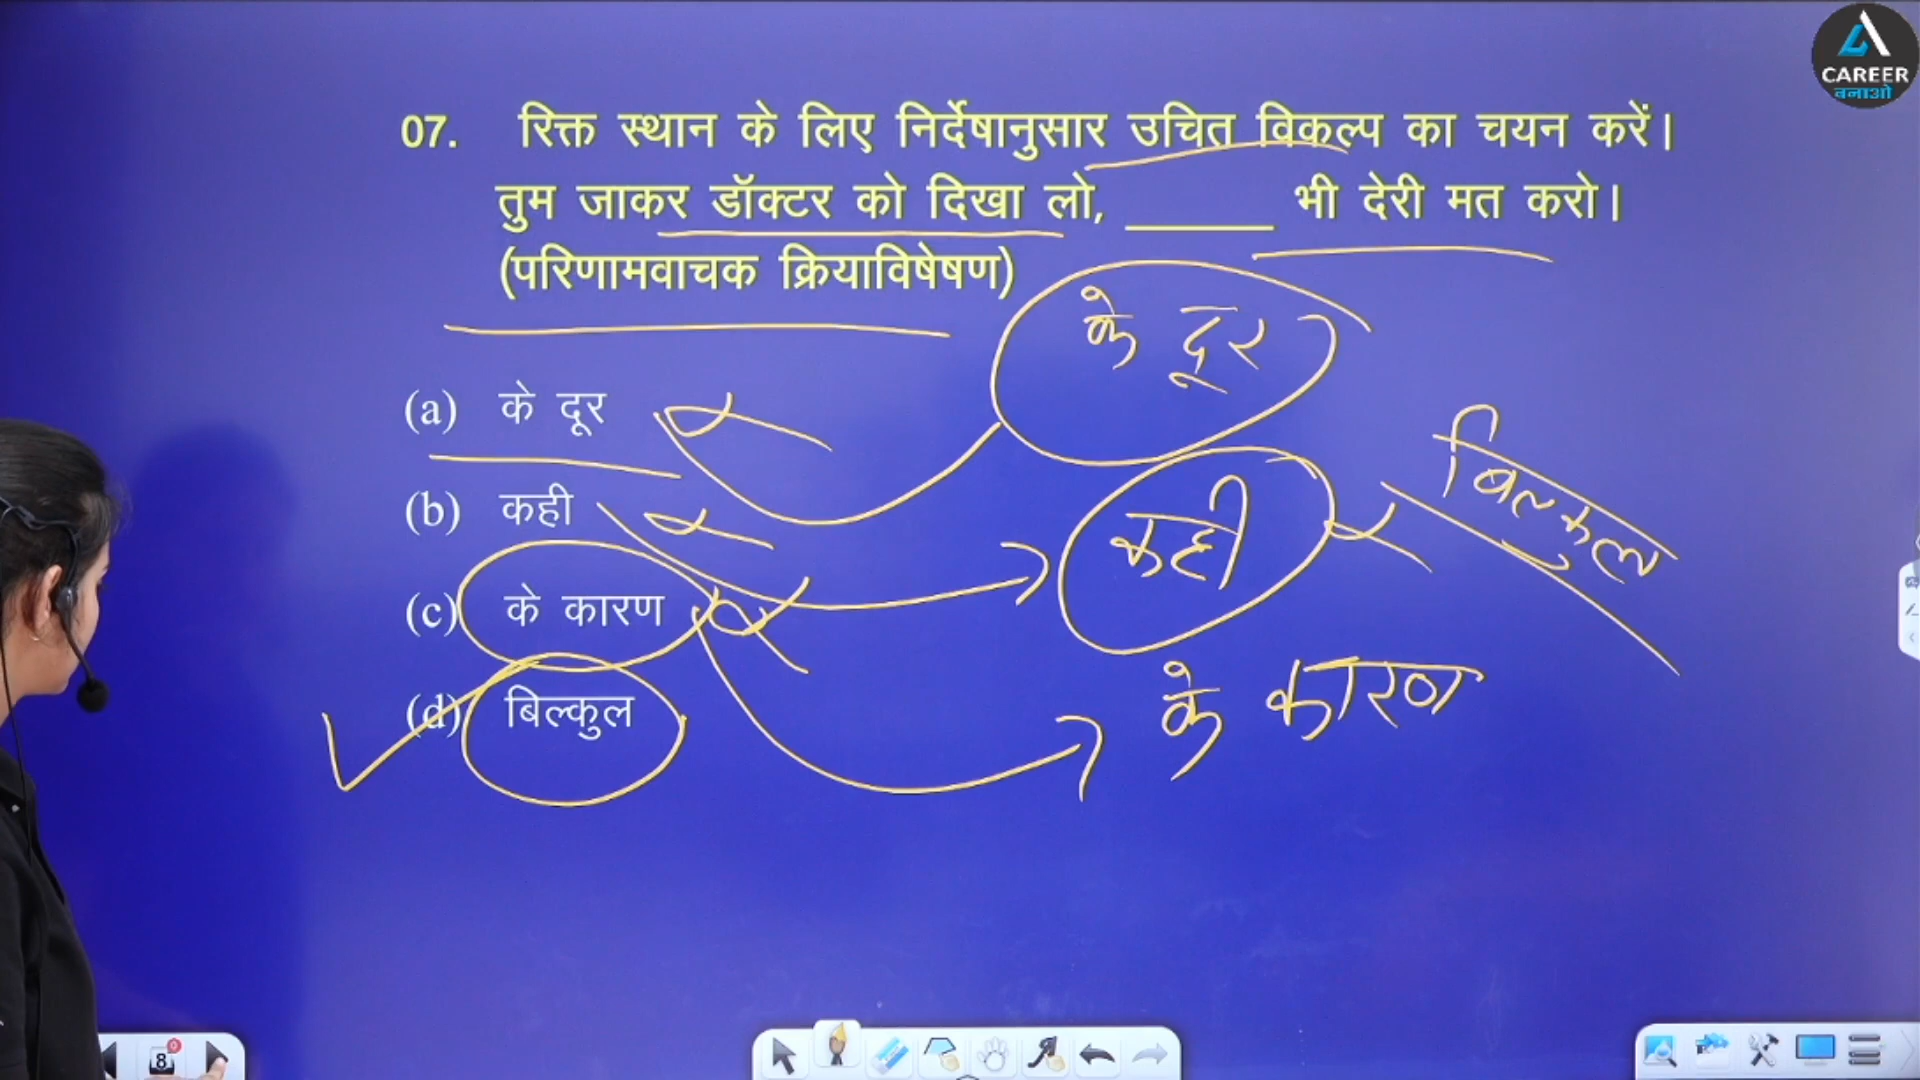 CAREER
बनाओ
07. रिक्त स्थान के लिए निर्देषानुसार उचित विकल्प का चयन करें।
तुम जाकर डॉक्टर को दिखा लो, ______ भी देरी मत करो।
(परिणामवाचक क्रियाविषेषण)
के दूर
(a) के दूर
बिल्कुल
(b) कही
कही
(c) के कारण
के कारण
(d) बिल्कुल
8